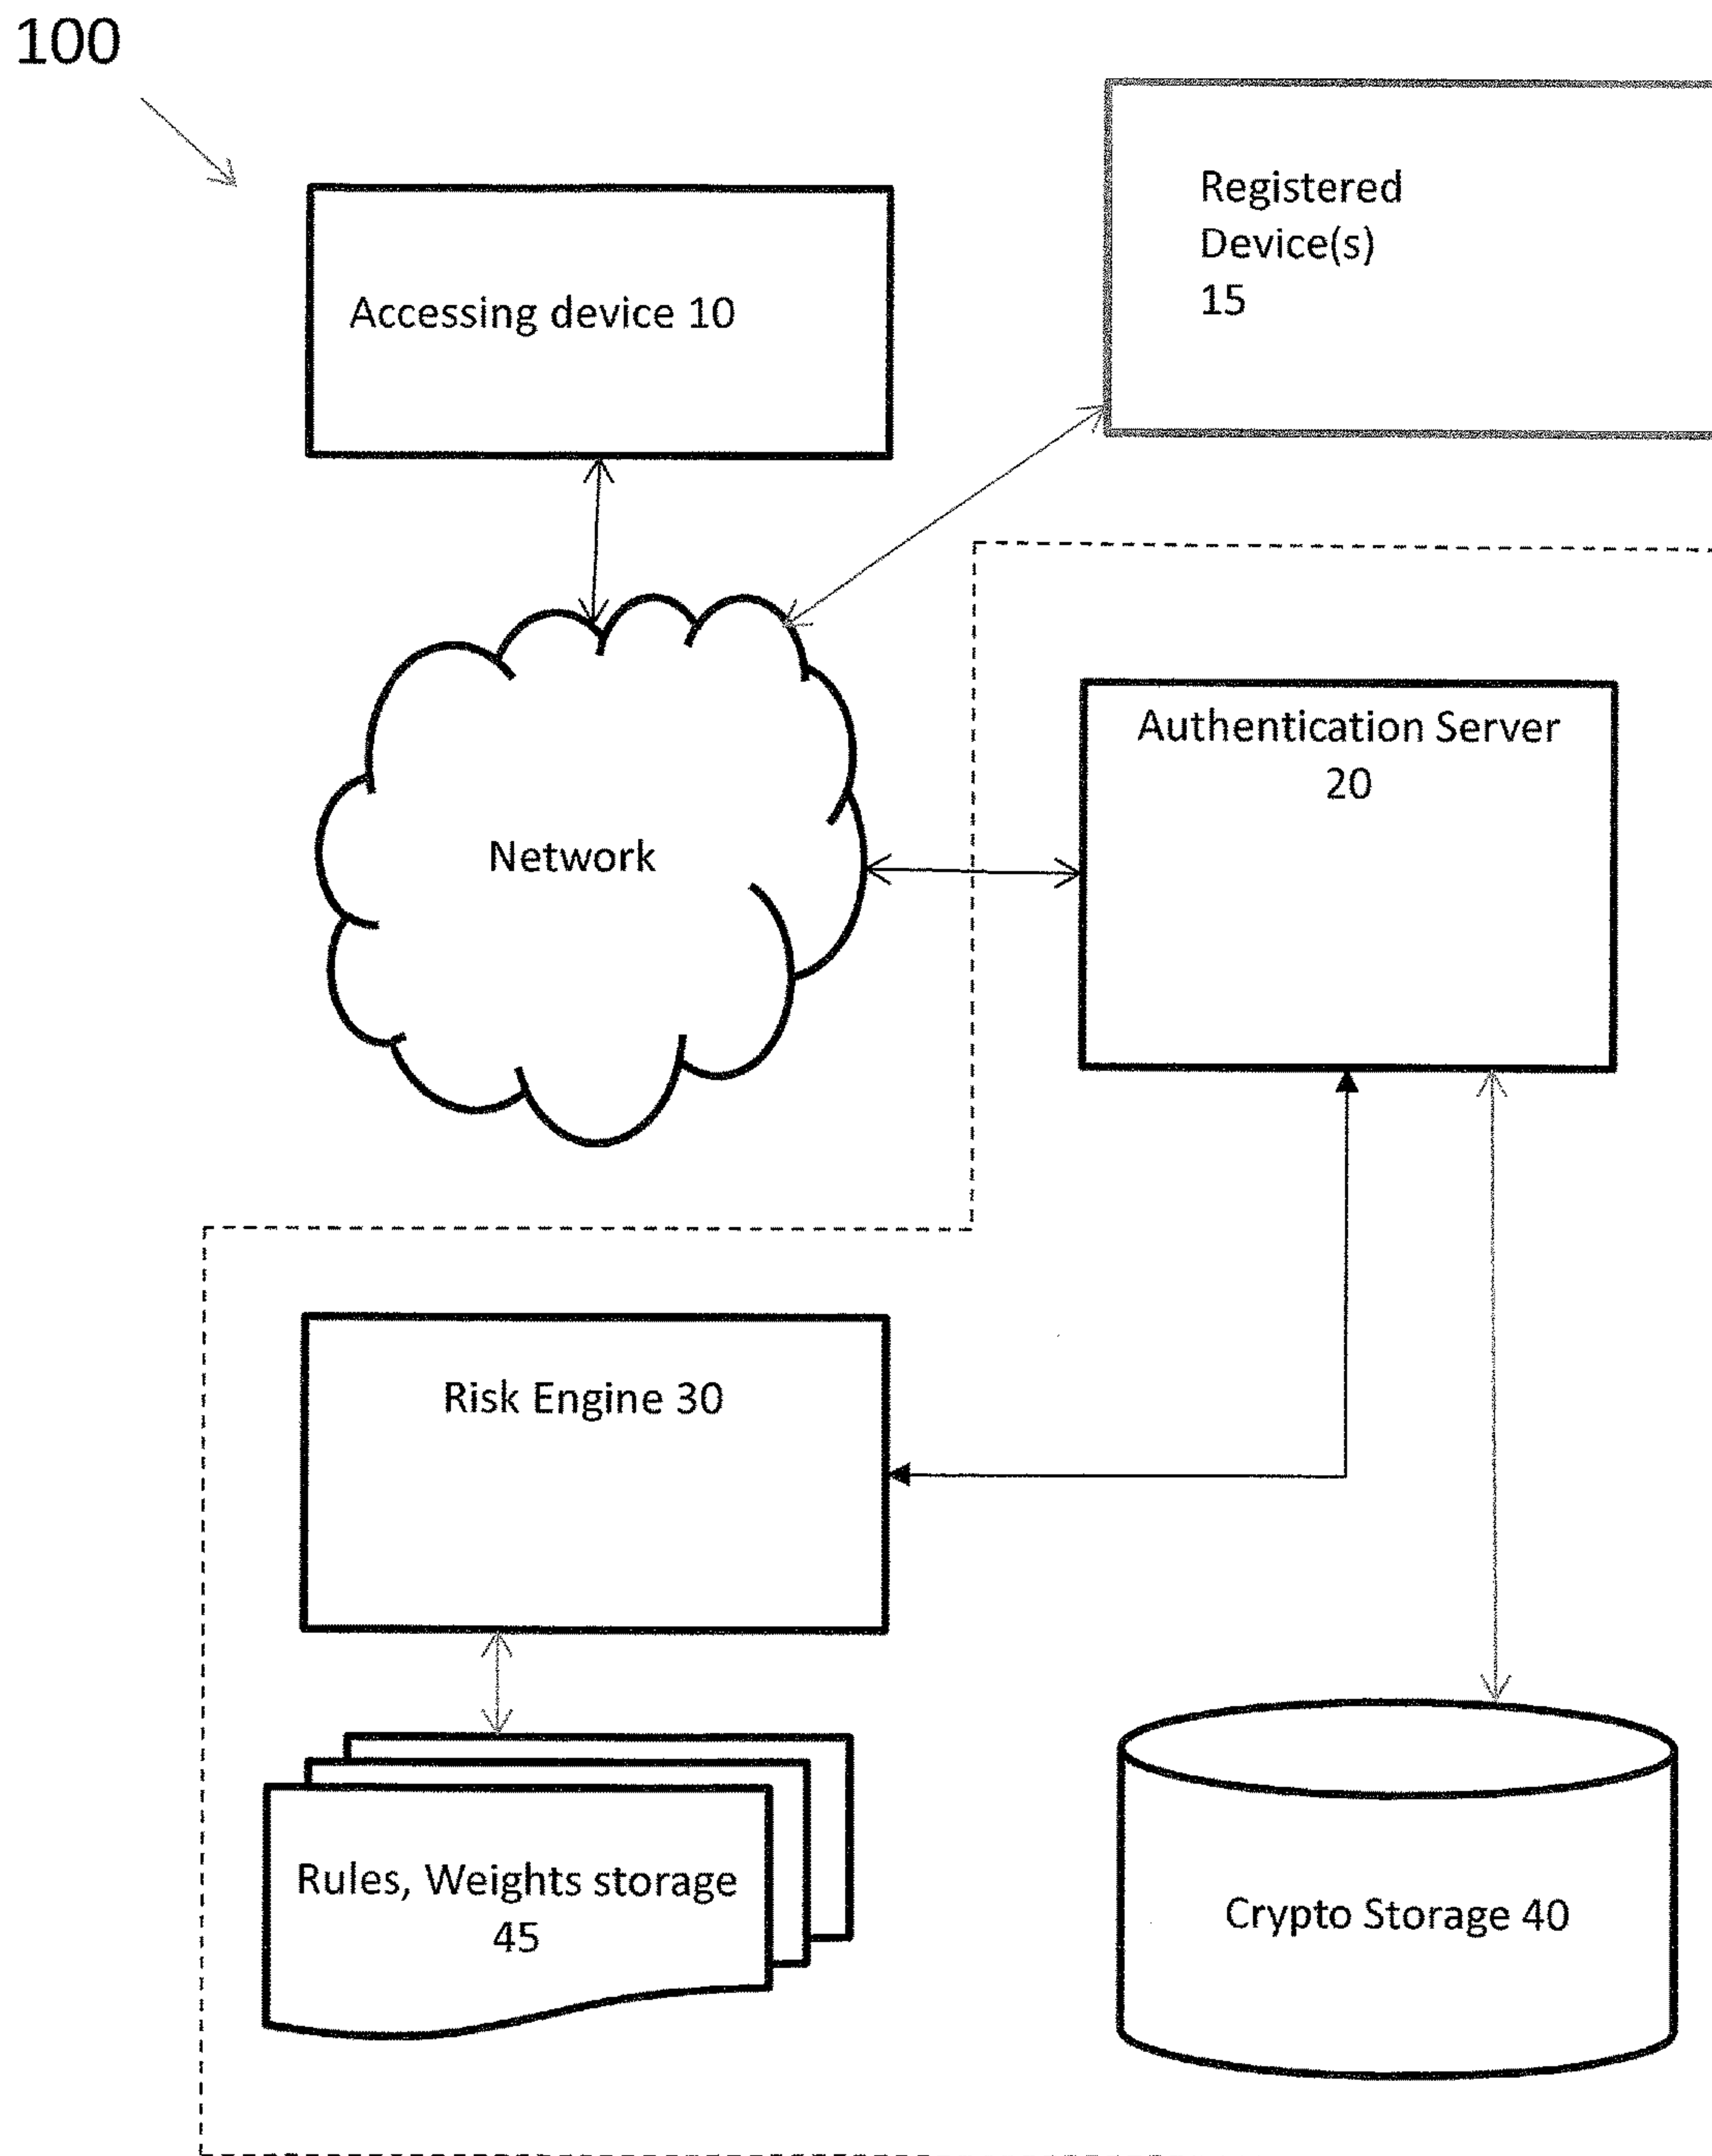 100
Registered
Device(s)
15
Accessing device 10
Authentication Server
20
Network
Risk Engine 30
Rules, Weights storage
45
Crypto Storage 40